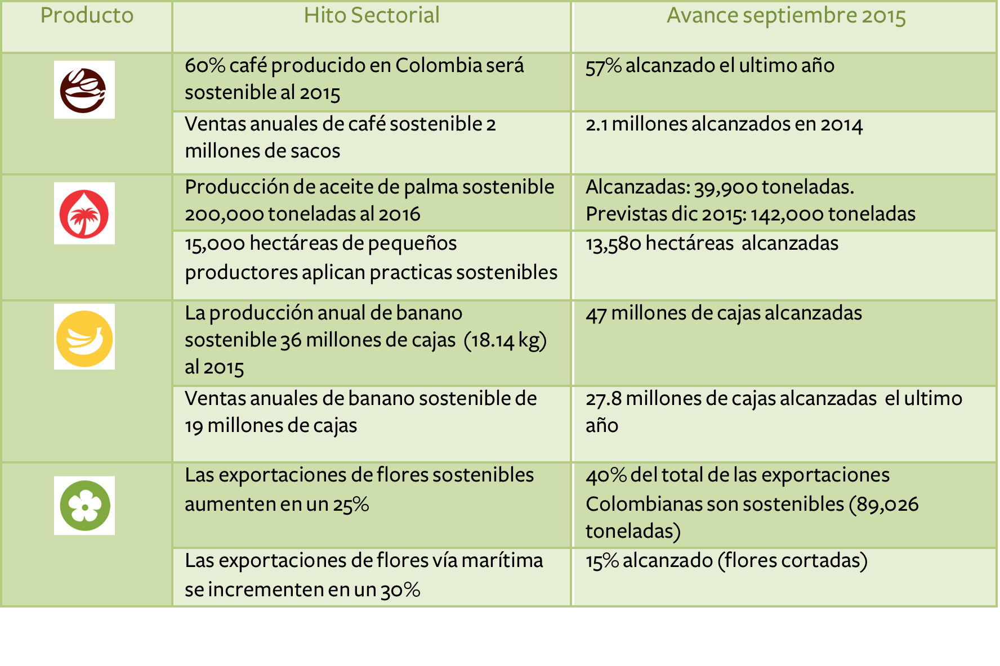 Producto
Hito Sectorial
Avance septiembre 2015
60% café producido en Colombia será
sostenible al 2015
57% alcanzado el ultimo año
Ventas anuales de café sostenible 2
millones de sacos
2.1 millones alcanzados en 2014
Producción de aceite de palma sostenible
200,000 toneladas al 2016
Alcanzadas: 39,900 toneladas.
Previstas dic 2015: 142,000 toneladas
15,000 hectáreas de pequeños
productores aplican practicas sostenibles
13,580 hectáreas alcanzadas
La producción anual de banano
sostenible 36 millones de cajas (18.14 kg)
al 2015
47 millones de cajas alcanzadas
Ventas anuales de banano sostenible de
19 millones de cajas
27.8 millones de cajas alcanzadas el ultimo
año
Las exportaciones de flores sostenibles
aumenten en un 25%
40% del total de las exportaciones
Colombianas son sostenibles (89,026
toneladas)
Las exportaciones de flores vía marítima
se incrementen en un 30%
15% alcanzado (flores cortadas)